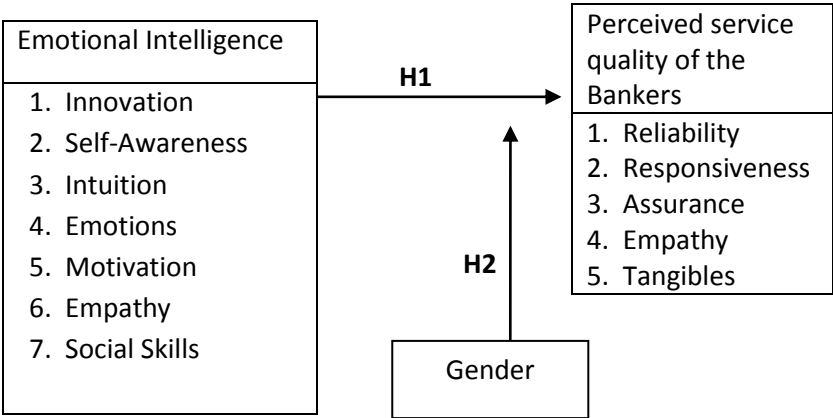 Emotional Intelligence
1. Innovation
2. Self-Awareness
3. Intuition
4. Emotions
5. Motivation
6. Empathy
7. Social Skills
H1
H2
Gender
Perceived service
quality of the
Bankers
1. Reliability
2. Responsiveness
3. Assurance
4. Empathy
5. Tangibles